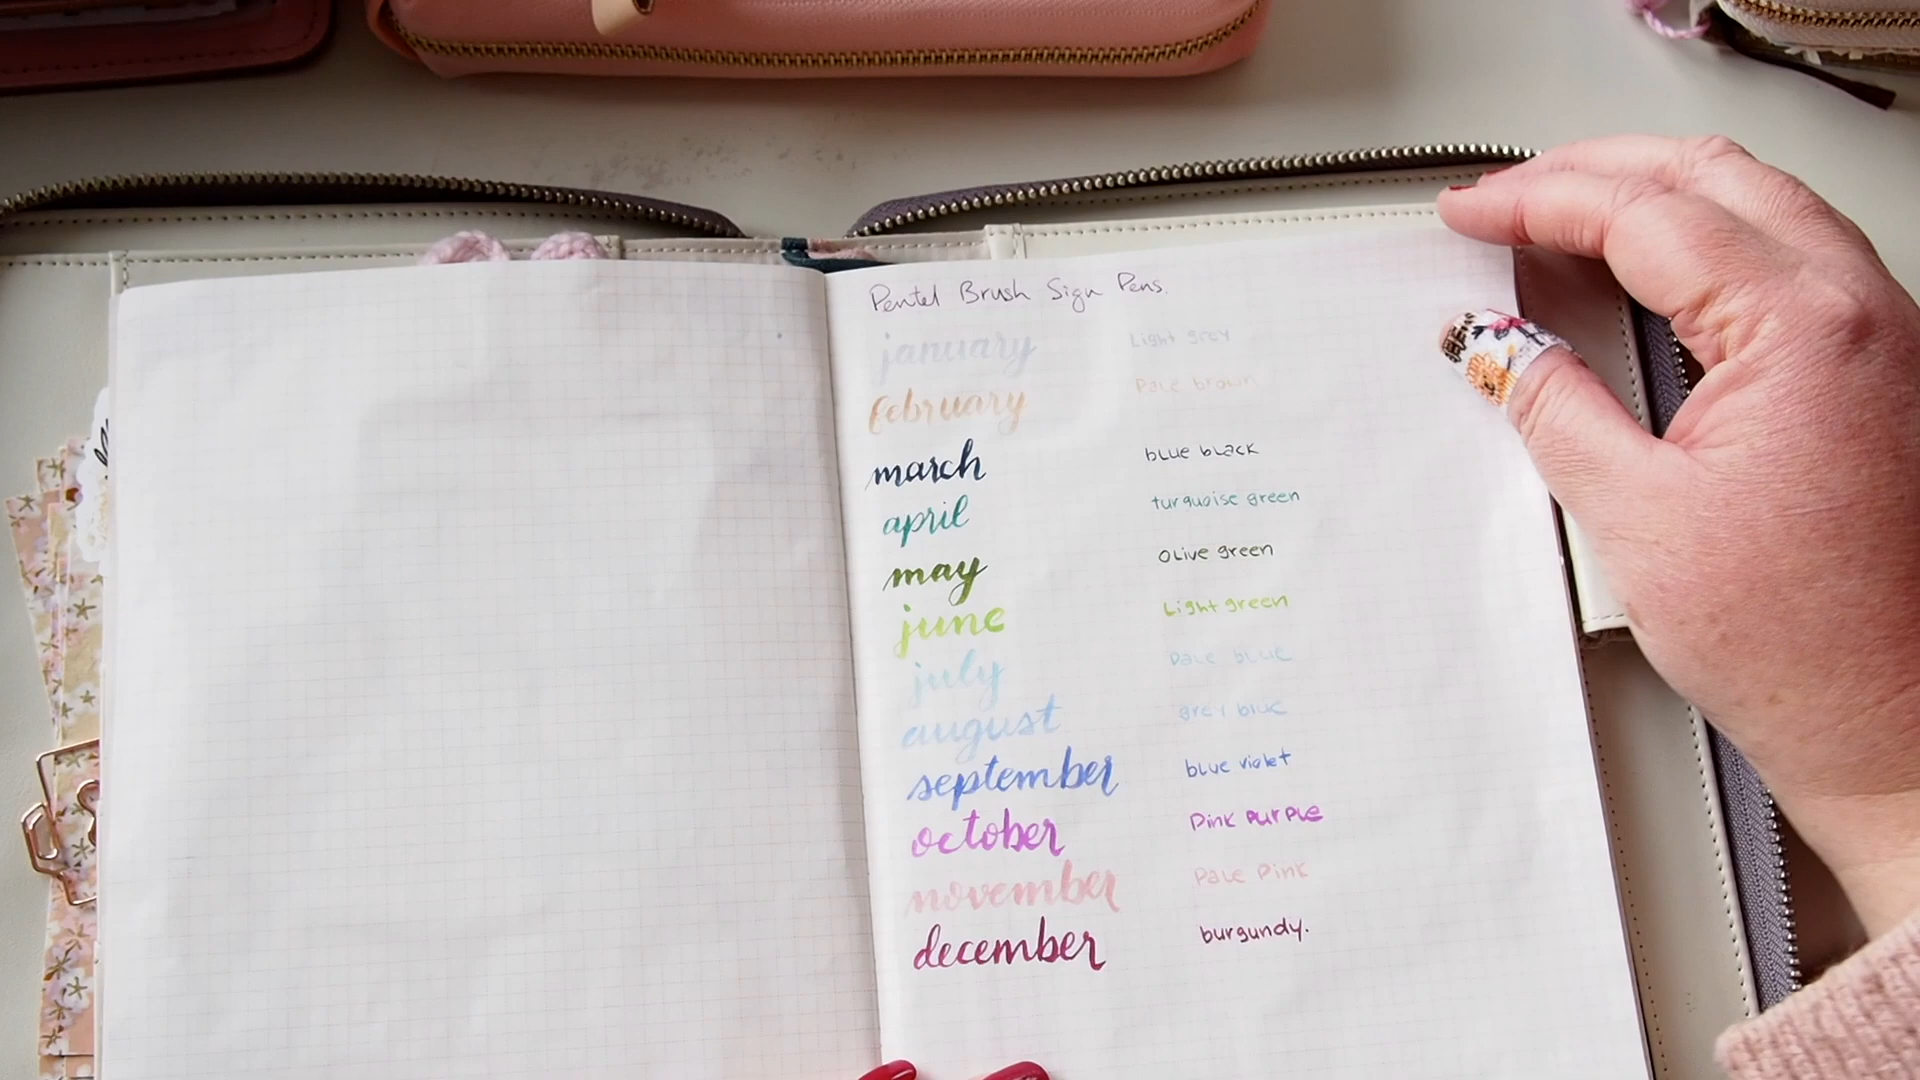 Pentel Brush Sign Pens.
january Light grey
february Pale brown
march blue black
april turquoise green
may olive green
june Light green
july Pale blue
august grey blue
september blue violet
october Pink purple
november Pale Pink
december burgundy.